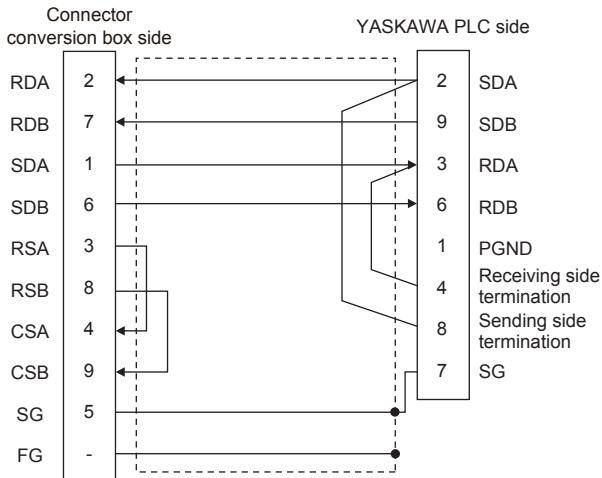 Connector
conversion box side
YASKAWA PLC side
RDA 2 2 SDA
RDB 7 9 SDB
SDA 1 3 RDA
SDB 6 6 RDB
RSA 3 1 PGND
RSB 8 4 Receiving side
termination
CSA 4 8 Sending side
termination
CSB 9 7 SG
SG 5
FG -